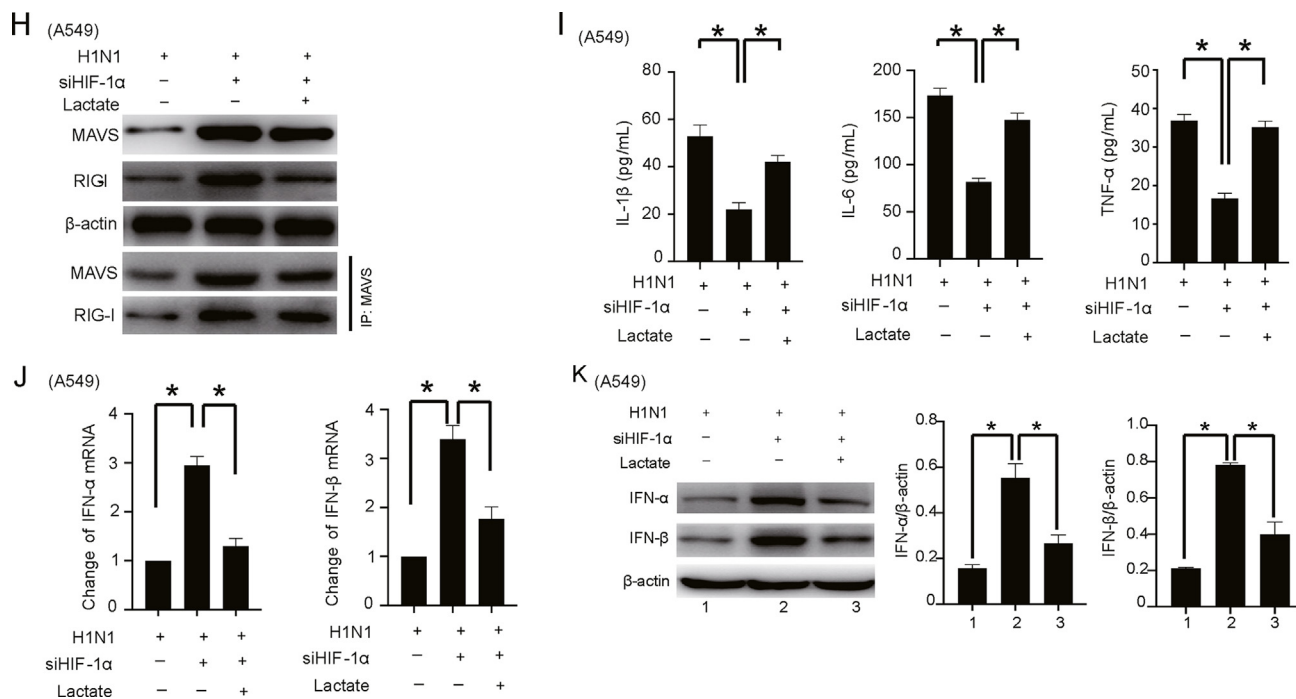 H (A549)
H1N1 + + +
siHIF-1α – + +
Lactate – – +
MAVS
RIGI
β-actin
MAVS
RIG-I
IP: MAVS
I (A549)
* *
IL-1β (pg/mL)
80
60
40
20
0
H1N1 + + +
siHIF-1α – + +
Lactate – – +
* *
IL-6 (pg/mL)
200
150
100
50
0
+ + +
– + +
– – +
* *
TNF-α (pg/mL)
50
40
30
20
10
0
H1N1 + + +
siHIF-1α – + +
Lactate – – +
J (A549)
* *
Change of IFN-α mRNA
4
3
2
1
0
H1N1 + + +
siHIF-1α – + +
Lactate – – +
* *
Change of IFN-β mRNA
4
3
2
1
0
H1N1 + + +
siHIF-1α – + +
Lactate – – +
K (A549)
H1N1 + + +
siHIF-1α – + +
Lactate – – +
IFN-α
IFN-β
β-actin
1 2 3
* *
IFN-α/β-actin
0.8
0.6
0.4
0.2
0
1 2 3
* *
IFN-β/β-actin
1.0
0.8
0.6
0.4
0.2
0
1 2 3